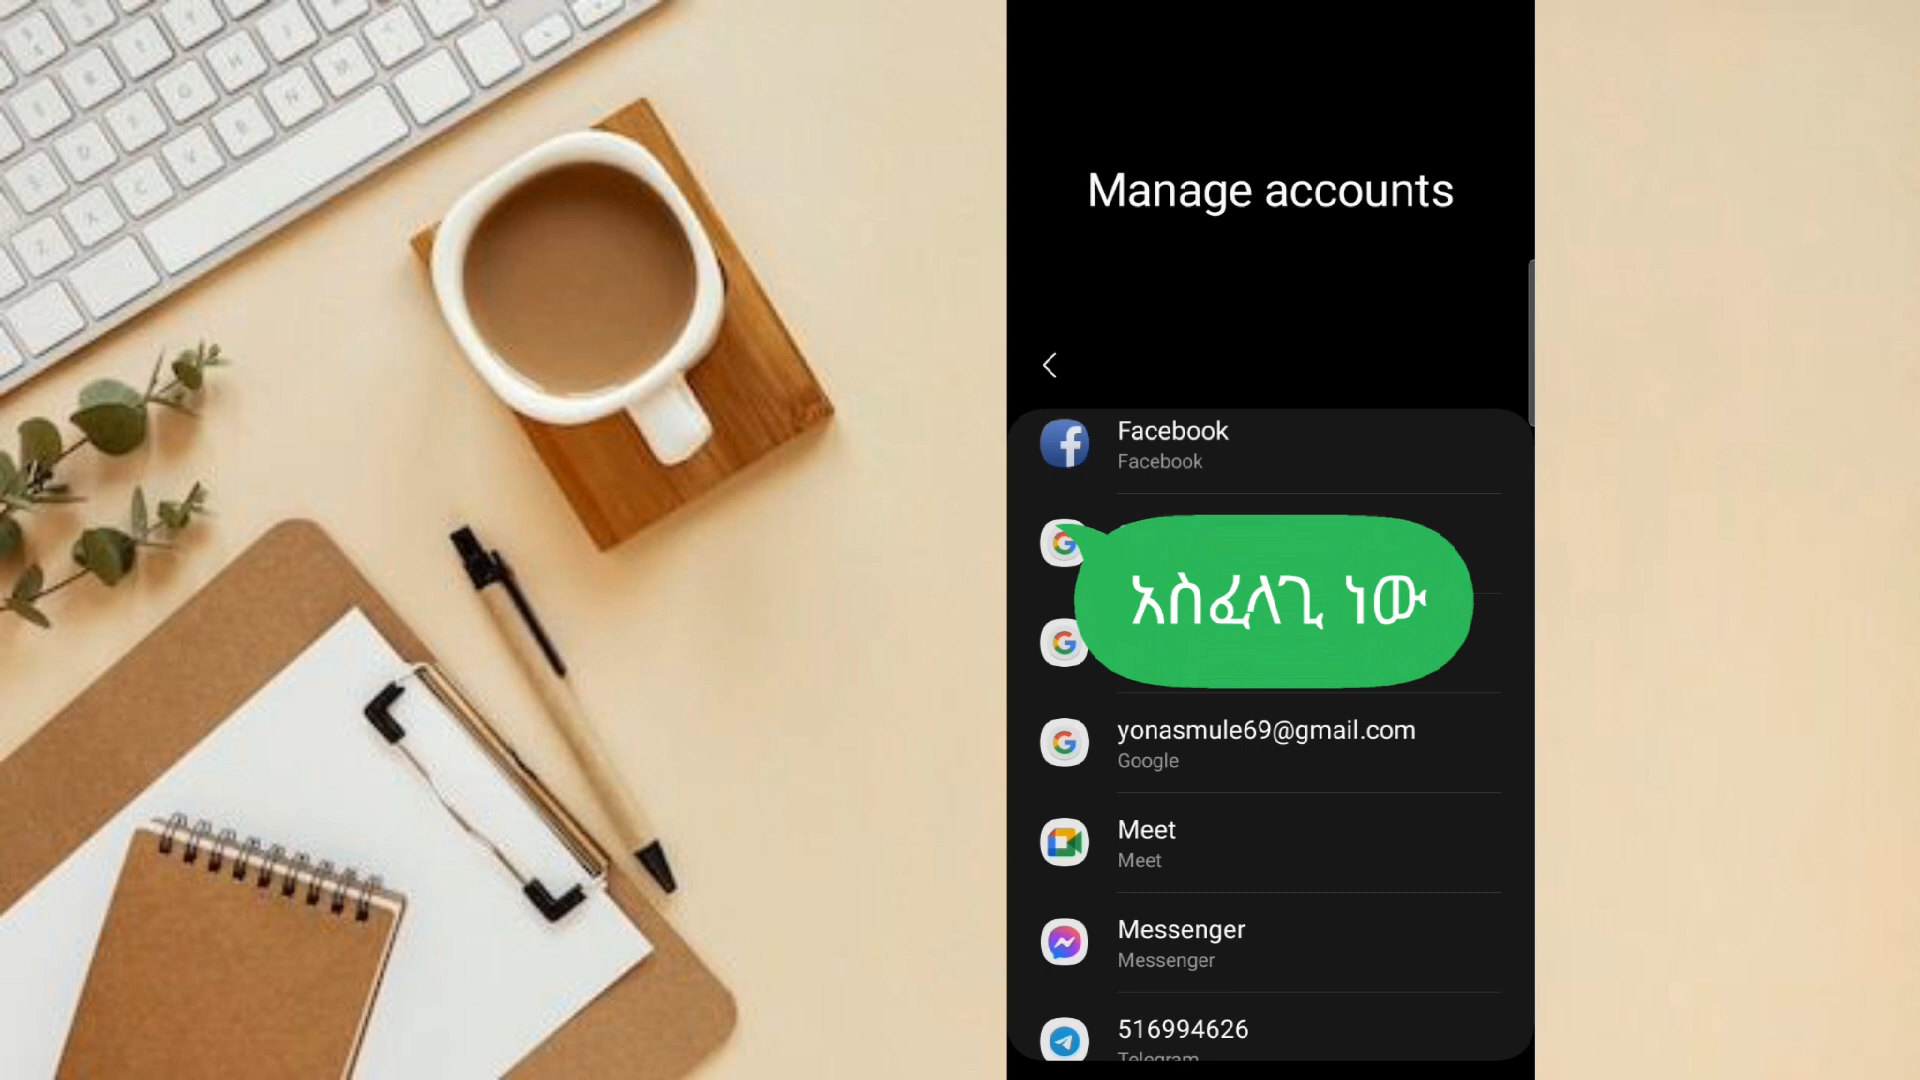 Manage accounts
Facebook
Facebook
አስፈላጊ ነው
yonasmule69@gmail.com
Google
Meet
Meet
Messenger
Messenger
516994626
Telegram